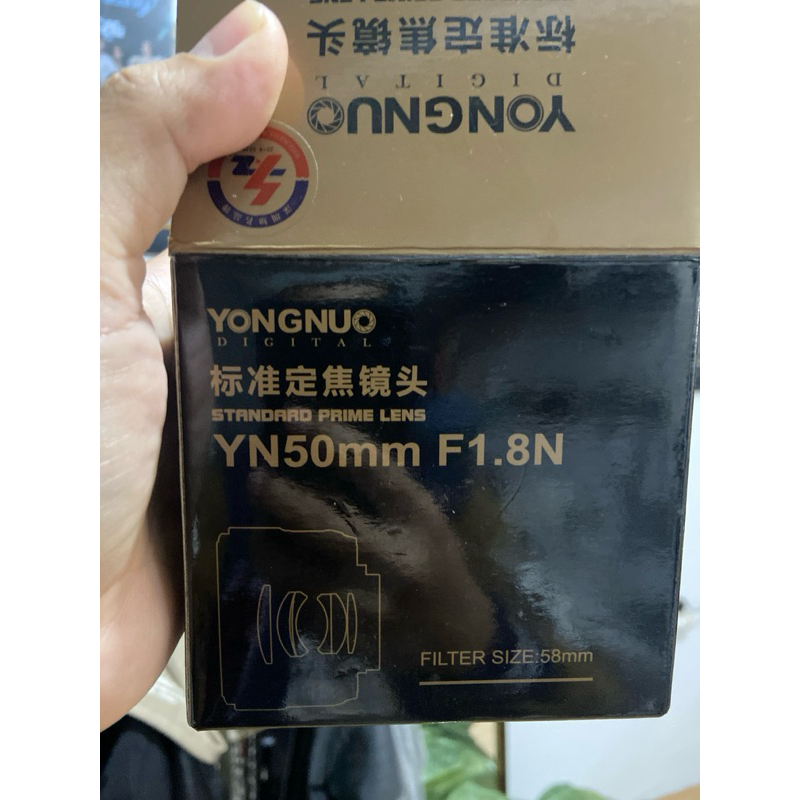 标准定焦镜头
DIGITAL
YONGNUO
YONGNUO
DIGITAL
标准定焦镜头
STANDARD PRIME LENS
YN50mm F1.8N
FILTER SIZE:58mm